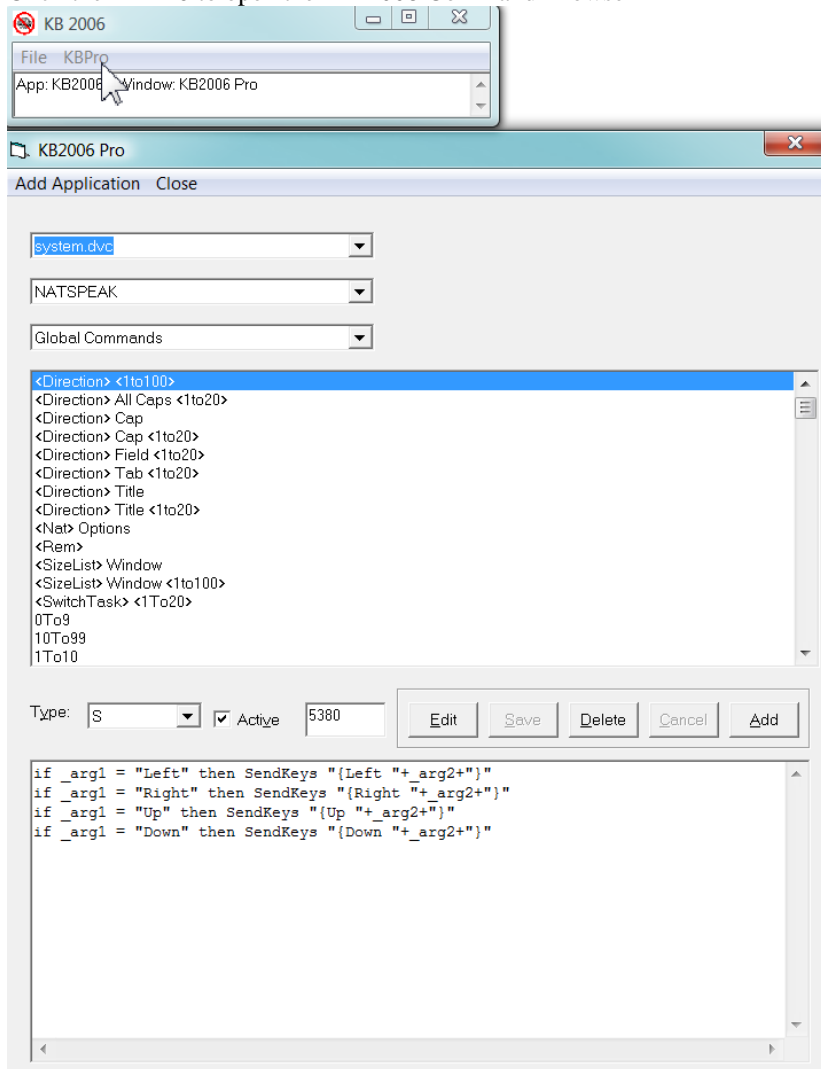 KB 2006
File KBPro
App: KB2006 Window: KB2006 Pro
KB2006 Pro
Add Application Close
system.dvc
NATSPEAK
Global Commands
<Direction> <1to100>
<Direction> All Caps <1to20>
<Direction> Cap
<Direction> Cap <1to20>
<Direction> Field <1to20>
<Direction> Tab <1to20>
<Direction> Title
<Direction> Title <1to20>
<Nat> Options
<Rem>
<SizeList> Window
<SizeList> Window <1to100>
<SwitchTask> <1To20>
0To9
10To99
1To10
Type: S Active 5380 Edit Save Delete Cancel Add
if _arg1 = "Left" then SendKeys "{Left "+_arg2+"}"
if _arg1 = "Right" then SendKeys "{Right "+_arg2+"}"
if _arg1 = "Up" then SendKeys "{Up "+_arg2+"}"
if _arg1 = "Down" then SendKeys "{Down "+_arg2+"}"